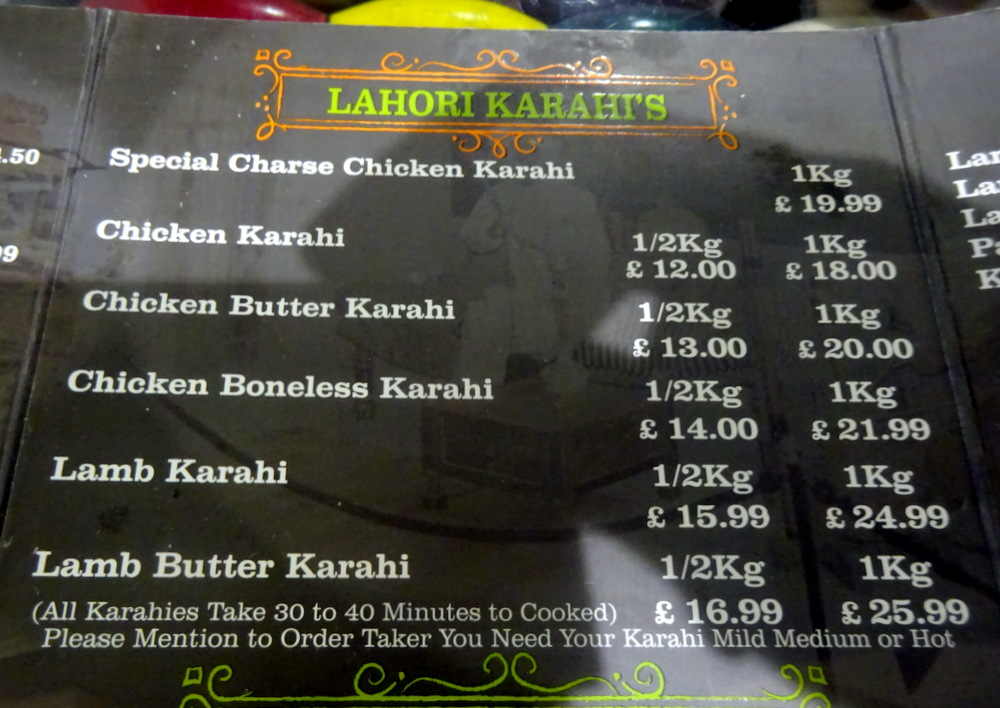 LAHORI KARAHI'S
.50
Special Charse Chicken Karahi 1Kg
£ 19.99
Chicken Karahi 1/2Kg 1Kg
£ 12.00 £ 18.00
Chicken Butter Karahi 1/2Kg 1Kg
£ 13.00 £ 20.00
Chicken Boneless Karahi 1/2Kg 1Kg
£ 14.00 £ 21.99
Lamb Karahi 1/2Kg 1Kg
£ 15.99 £ 24.99
Lamb Butter Karahi 1/2Kg 1Kg
(All Karahies Take 30 to 40 Minutes to Cooked) £ 16.99 £ 25.99
Please Mention to Order Taker You Need Your Karahi Mild Medium or Hot